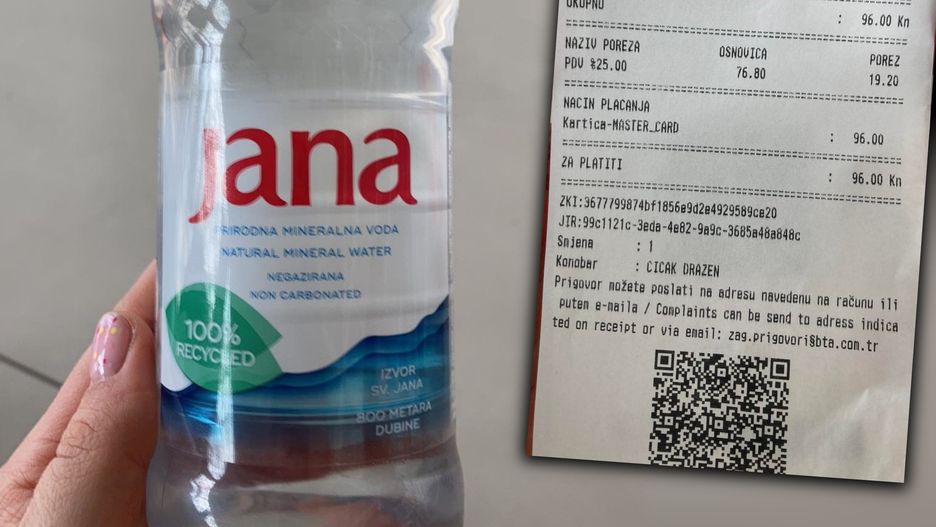 jana
PRIRODNA MINERALNA VODA
NATURAL MINERAL WATER
NEGAZIRANA
NON CARBONATED
100%
RECYCLED
IZVOR
SV. JANA
800 METARA
DUBINE
UKUPNO : 96.00 Kn
NAZIV POREZA OSNOVICA POREZ
PDV %25.00 76.80 19.20
NACIN PLACANJA
Kartica-MASTER_CARD : 96.00
ZA PLATITI : 96.00 Kn
ZKI:3677799874bf1856e9d2e4929589ce20
JIR:99c1121c-3eda-4e82-9a9c-3685a48a848c
Smjena : 1
Konobar : CICAK DRAZEN
Prigovor možete poslati na adresu navedenu na računu ili
putem e-maila / Complaints can be send to adress indica
ted on receipt or via email: zag.prigovori@bta.com.tr